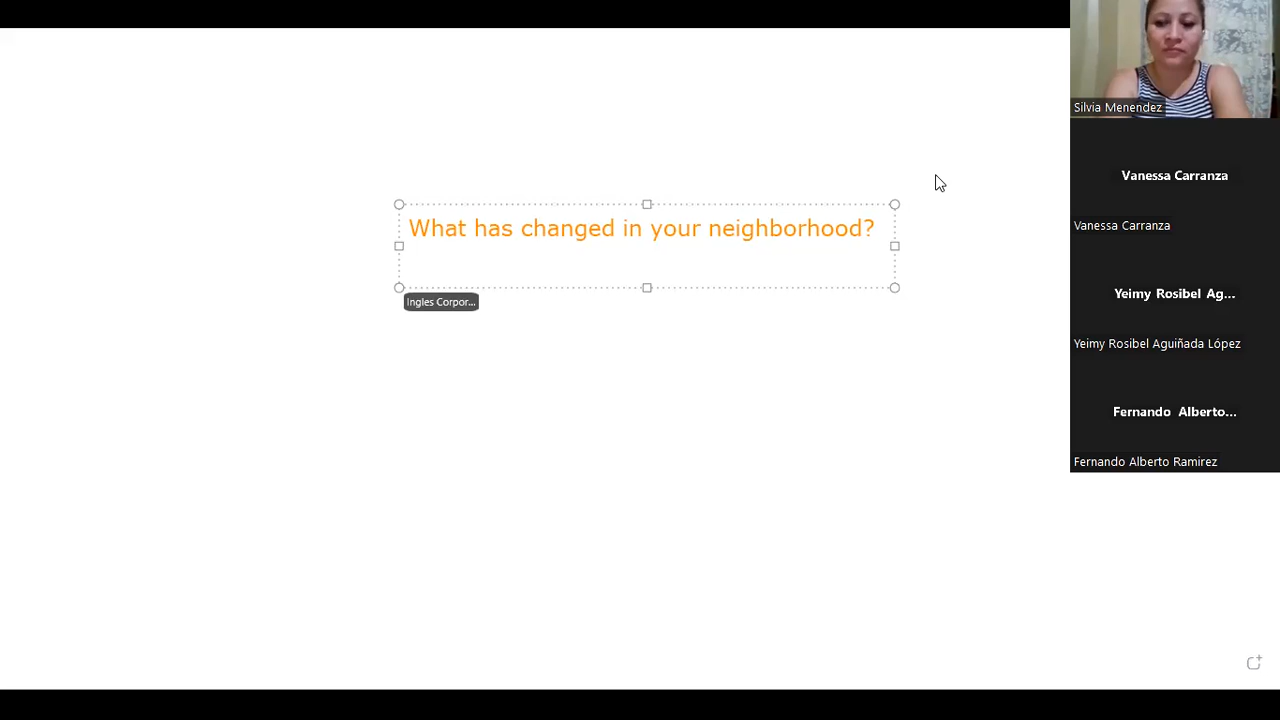 Silvia Menendez
Vanessa Carranza
Vanessa Carranza
What has changed in your neighborhood?
Ingles Corpor...
Yeimy Rosibel Ag...
Yeimy Rosibel Aguiñada López
Fernando Alberto...
Fernando Alberto Ramirez